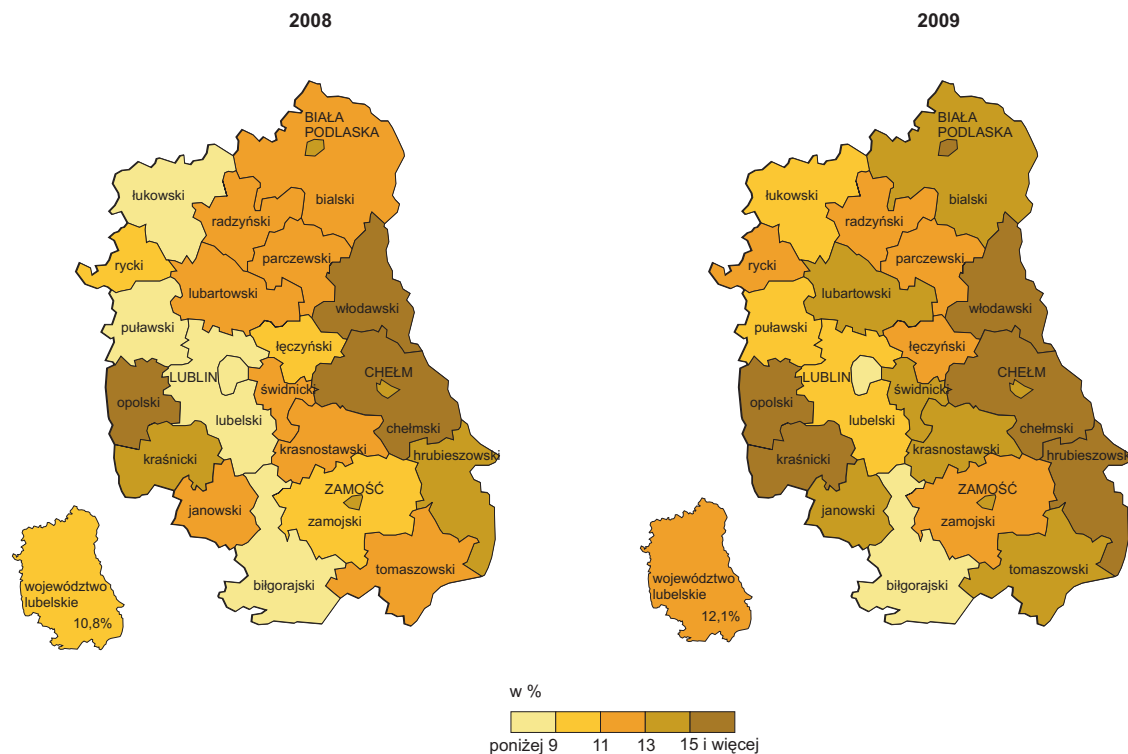 2008
BIAŁA
PODLASKA
łukowski
bialski
radzyński
parczewski
rycki
lubartowski
włodawski
puławski
łęczyński
LUBLIN
CHEŁM
świdnicki
opolski
lubelski
chełmski
krasnostawski
hrubieszowski
kraśnicki
ZAMOŚĆ
janowski
zamojski
tomaszowski
biłgorajski
województwo
lubelskie
10,8%
2009
BIAŁA
PODLASKA
łukowski
bialski
radzyński
parczewski
rycki
lubartowski
włodawski
puławski
łęczyński
LUBLIN
CHEŁM
świdnicki
opolski
lubelski
chełmski
krasnostawski
hrubieszowski
kraśnicki
ZAMOŚĆ
janowski
zamojski
tomaszowski
biłgorajski
województwo
lubelskie
12,1%
w %
poniżej 9 11 13 15 i więcej